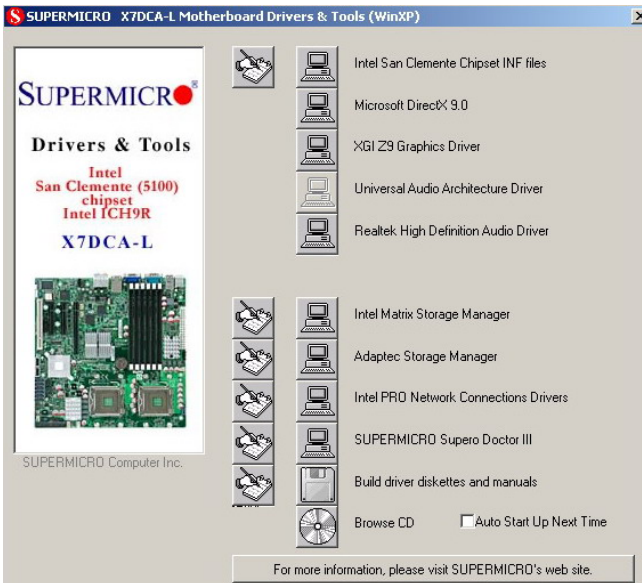 SUPERMICRO X7DCA-L Motherboard Drivers & Tools (WinXP)
SUPERMICRO®
Drivers & Tools
Intel
San Clemente (5100)
chipset
Intel ICH9R
X7DCA-L
SUPERMICRO Computer Inc.
Intel San Clemente Chipset INF files
Microsoft DirectX 9.0
XGI Z9 Graphics Driver
Universal Audio Architecture Driver
Realtek High Definition Audio Driver
Intel Matrix Storage Manager
Adaptec Storage Manager
Intel PRO Network Connections Drivers
SUPERMICRO Supero Doctor III
Build driver diskettes and manuals
Browse CD Auto Start Up Next Time
For more information, please visit SUPERMICRO's web site.